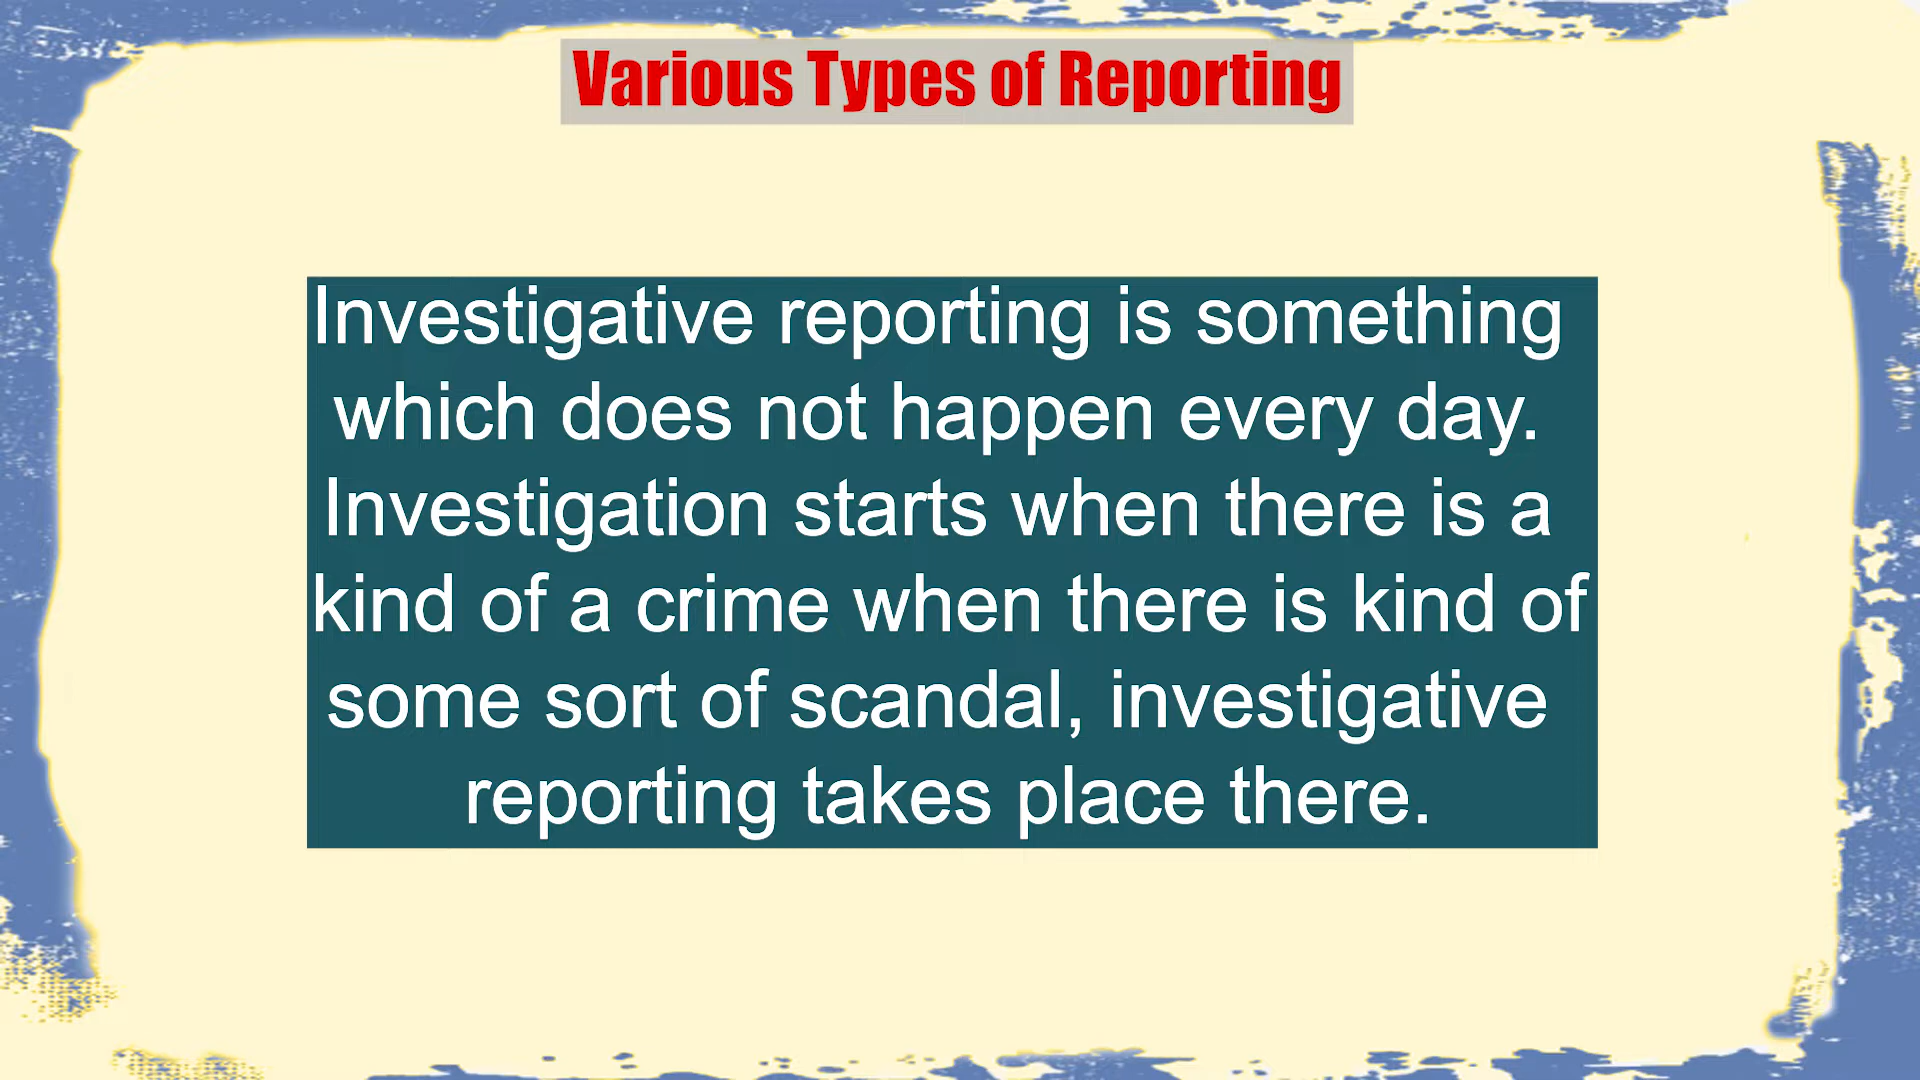 Various Types of Reporting
Investigative reporting is something
which does not happen every day.
Investigation starts when there is a
kind of a crime when there is kind of
some sort of scandal, investigative
reporting takes place there.